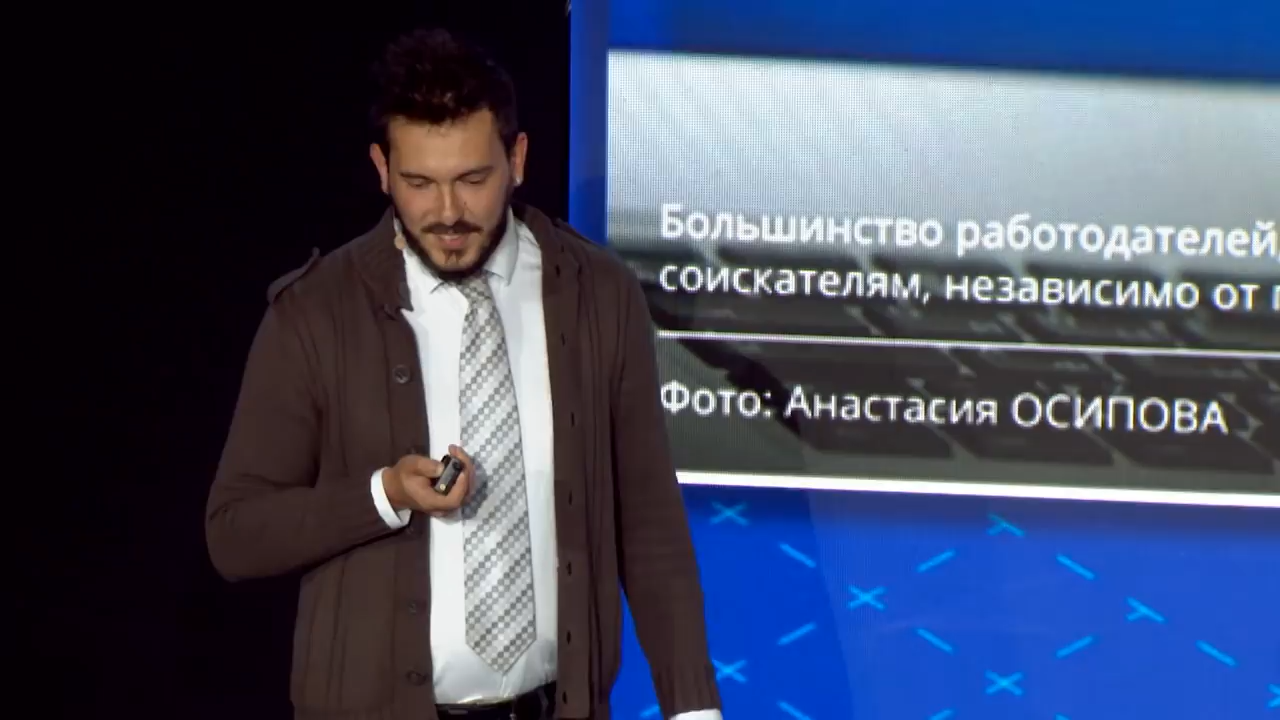 Большинство работодателей,
соискателям, независимо от
Фото: Анастасия ОСИПОВА